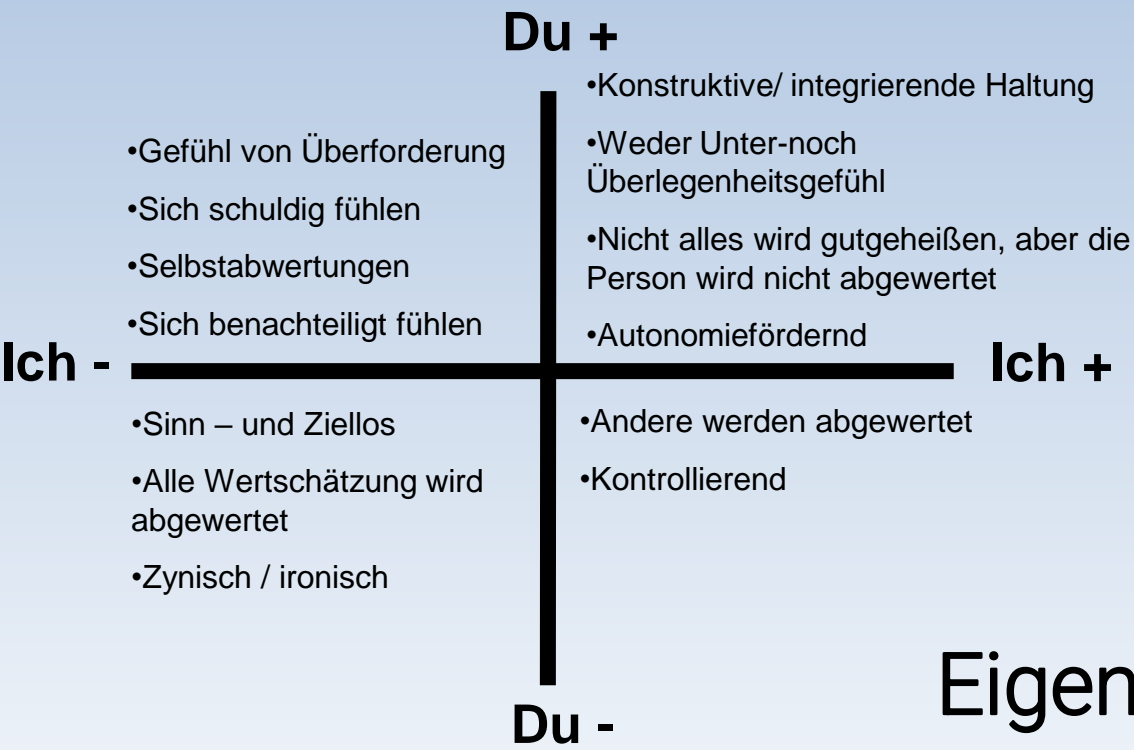 Du +
•Gefühl von Überforderung
•Sich schuldig fühlen
•Selbstabwertungen
•Sich benachteiligt fühlen
•Konstruktive/ integrierende Haltung
•Weder Unter-noch
Überlegenheitsgefühl
•Nicht alles wird gutgeheißen, aber die
Person wird nicht abgewertet
•Autonomiefördernd
Ich -
Ich +
•Sinn – und Ziellos
•Alle Wertschätzung wird
abgewertet
•Zynisch / ironisch
•Andere werden abgewertet
•Kontrollierend
Eigen
Du -